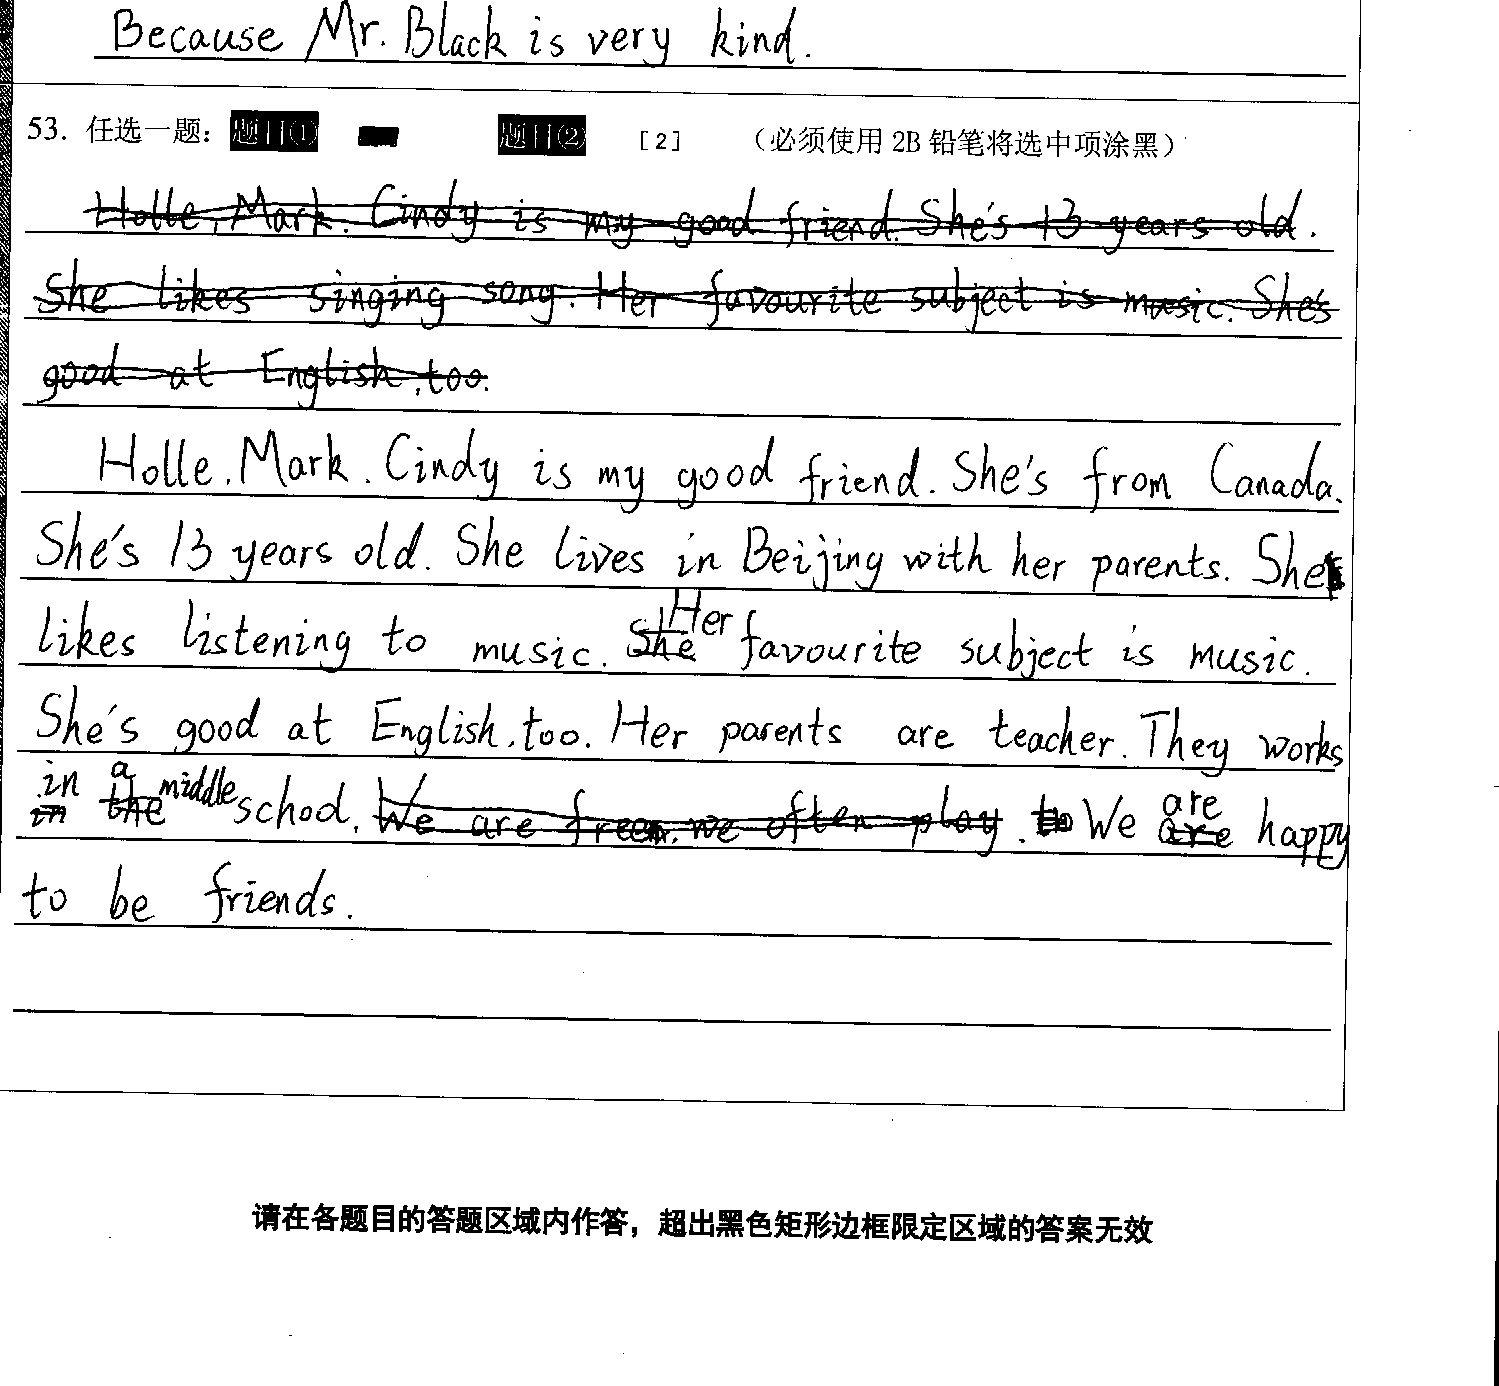 Because Mr. Black is very kind.
53. 任选一题： 题目(1) 题目(2) [2] （必须使用 2B 铅笔将选中项涂黑）
Holle, Mark. Cindy is my good friend. She's 13 years old.
She likes singing song. Her favourite subject is music. She's
good at English, too.
Holle, Mark. Cindy is my good friend. She's from Canada.
She's 13 years old. She lives in Beijing with her parents. She
likes listening to music. She Her favourite subject is music.
She's good at English, too. Her parents are teacher. They works
in in the a middle school. We are free, we often play. to We are are happy
to be friends.
请在各题目的答题区域内作答，超出黑色矩形边框限定区域的答案无效